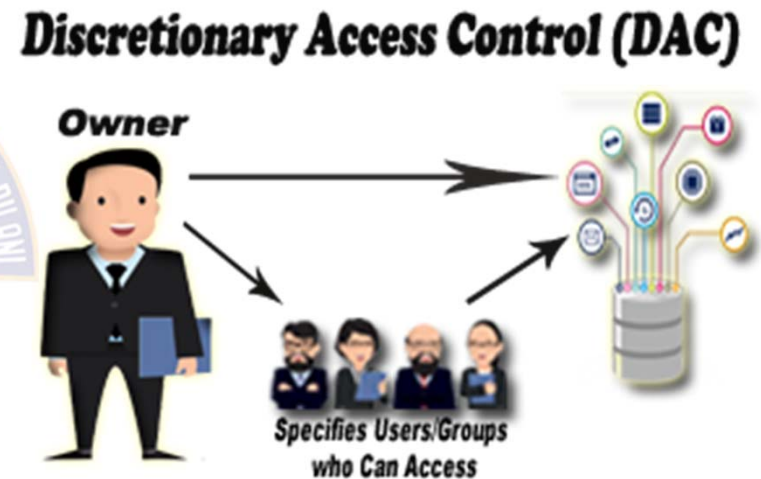 Discretionary Access Control (DAC)
Owner
Specifies Users/Groups
who Can Access